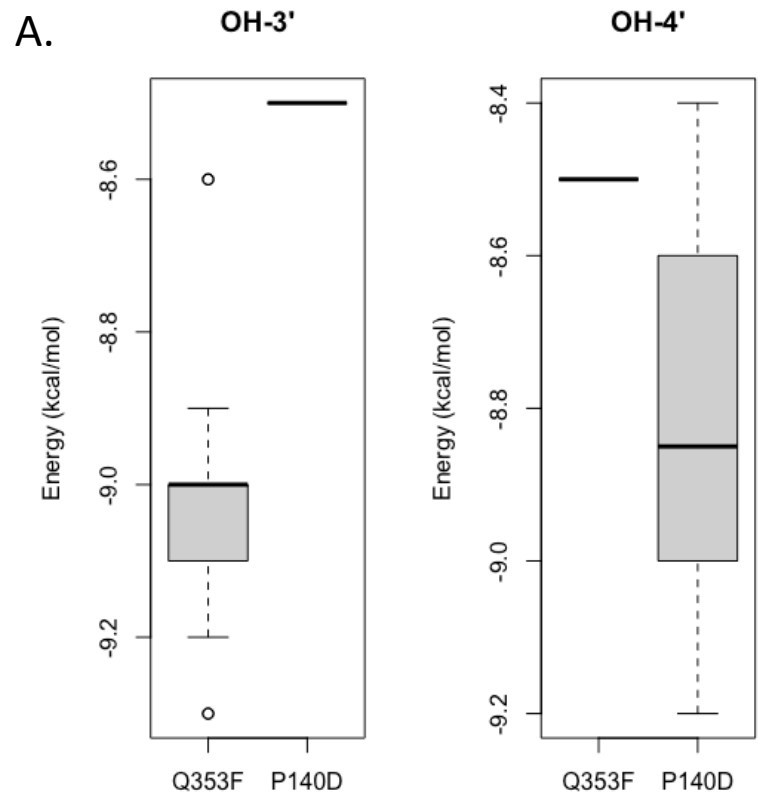 A.
OH-3'
OH-4'
Energy (kcal/mol)
-8.6
-8.8
-9.0
-9.2
Q353F P140D
Energy (kcal/mol)
-8.4
-8.6
-8.8
-9.0
-9.2
Q353F P140D